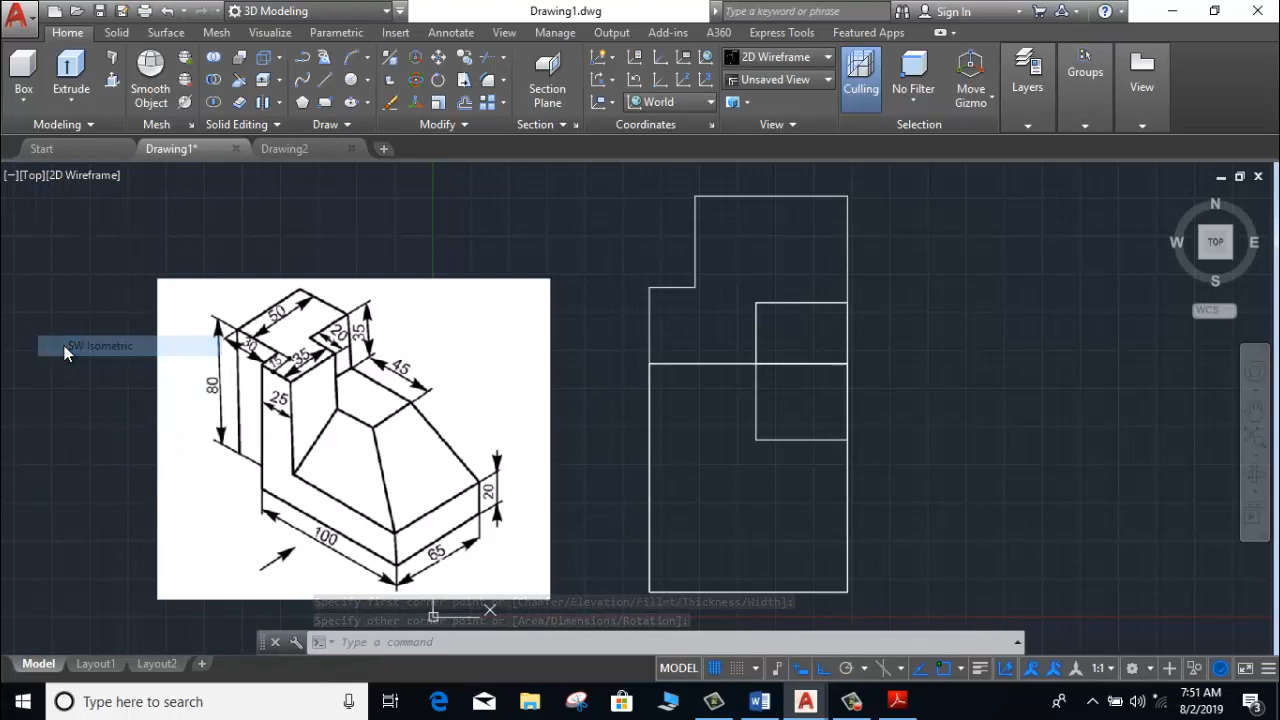 3D Modeling
Drawing1.dwg
Type a keyword or phrase
Sign In
Home
Solid
Surface
Mesh
Visualize
Parametric
Insert
Annotate
View
Manage
Output
Add-ins
A360
Express Tools
Featured Apps
Box
Extrude
Smooth
Object
Section
Plane
World
2D Wireframe
Unsaved View
Culling
No Filter
Move
Gizmo
Layers
Groups
View
Modeling
Mesh
Solid Editing
Draw
Modify
Section
Coordinates
View
Selection
Start
Drawing1*
Drawing2
[−][Top][2D Wireframe]
N
W
TOP
E
S
WCS
SW Isometric
50
20
35
30
15
35
45
80
25
20
100
65
Specify first corner point or [Chamfer/Elevation/Fillet/Thickness/Width]:
Specify other corner point or [Area/Dimensions/Rotation]:
Type a command
Model
Layout1
Layout2
MODEL
1:1
Type here to search
7:51 AM
8/2/2019
3